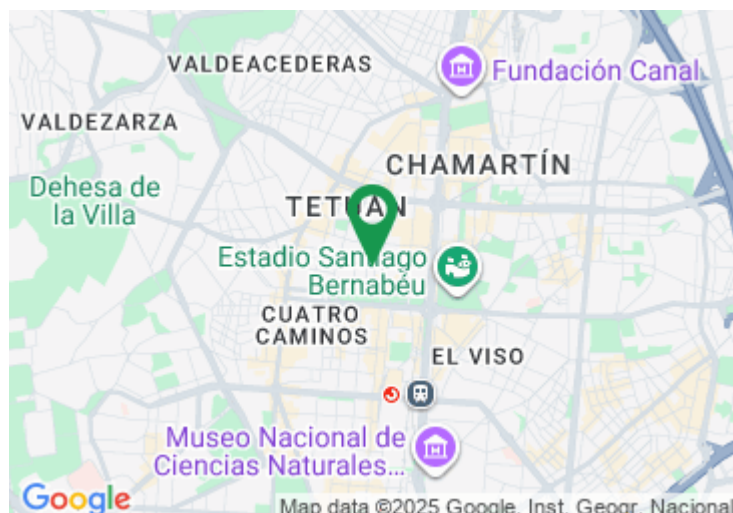 VALDEACEDERAS
Fundación Canal
VALDEZARZA
CHAMARTÍN
Dehesa de
la Villa
TETUÁN
Estadio Santiago
Bernabéu
CUATRO
CAMINOS
EL VISO
Museo Nacional de
Ciencias Naturales...
Google
Map data ©2025 Google, Inst. Geogr. Nacional